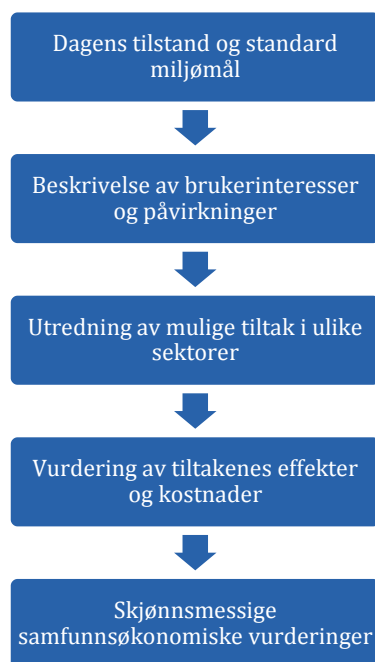 Dagens tilstand og standard
miljømål
Beskrivelse av brukerinteresser
og påvirkninger
Utredning av mulige tiltak i ulike
sektorer
Vurdering av tiltakenes effekter
og kostnader
Skjønnsmessige
samfunnsøkonomiske vurderinger